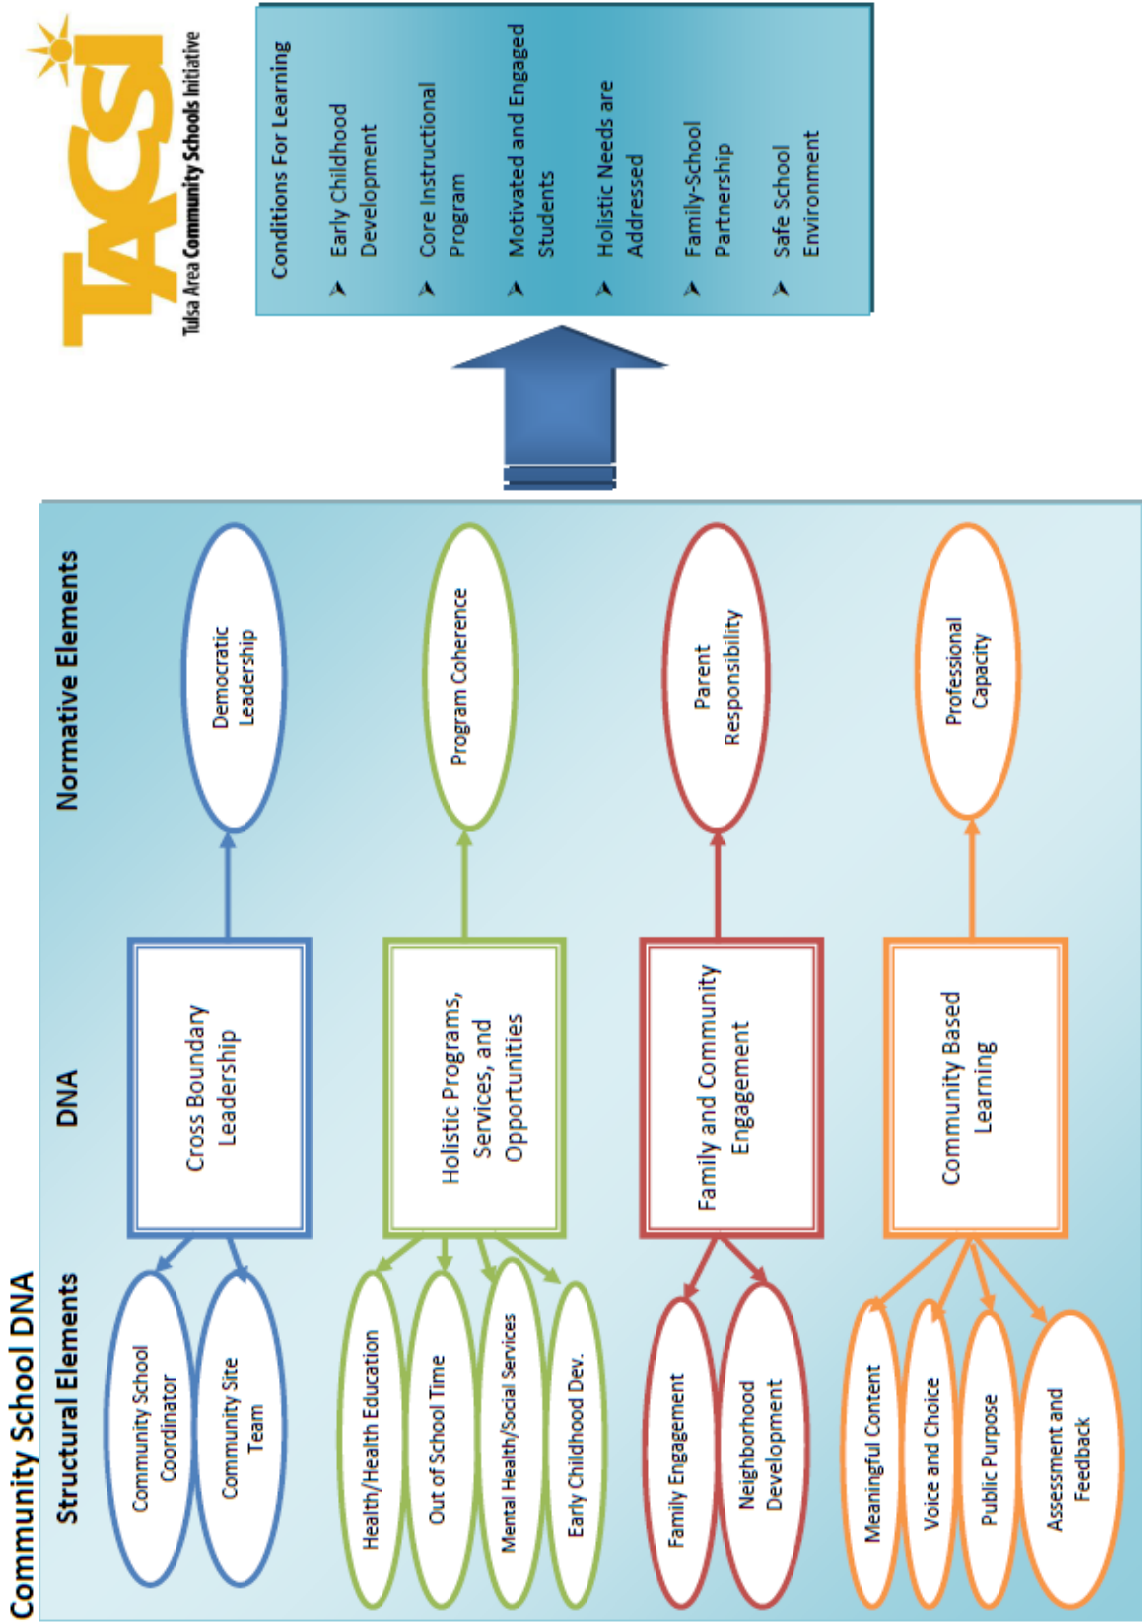 Community School DNA
TACSI
Tulsa Area Community Schools Initiative
Structural Elements
DNA
Normative Elements
Community School
Coordinator
Community Site
Team
Cross Boundary
Leadership
Democratic
Leadership
Health/Health Education
Out of School Time
Mental Health/Social Services
Early Childhood Dev.
Holistic Programs,
Services, and
Opportunities
Program Coherence
Family Engagement
Neighborhood
Development
Family and Community
Engagement
Parent
Responsibility
Meaningful Content
Voice and Choice
Public Purpose
Assessment and
Feedback
Community Based
Learning
Professional
Capacity
Conditions For Learning
➢ Early Childhood
Development
➢ Core Instructional
Program
➢ Motivated and Engaged
Students
➢ Holistic Needs are
Addressed
➢ Family-School
Partnership
➢ Safe School
Environment